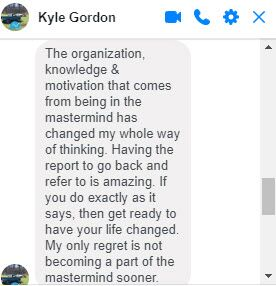 Kyle Gordon
The organization,
knowledge &
motivation that comes
from being in the
mastermind has
changed my whole way
of thinking. Having the
report to go back and
refer to is amazing. If
you do exactly as it
says, then get ready to
have your life changed.
My only regret is not
becoming a part of the
mastermind sooner.